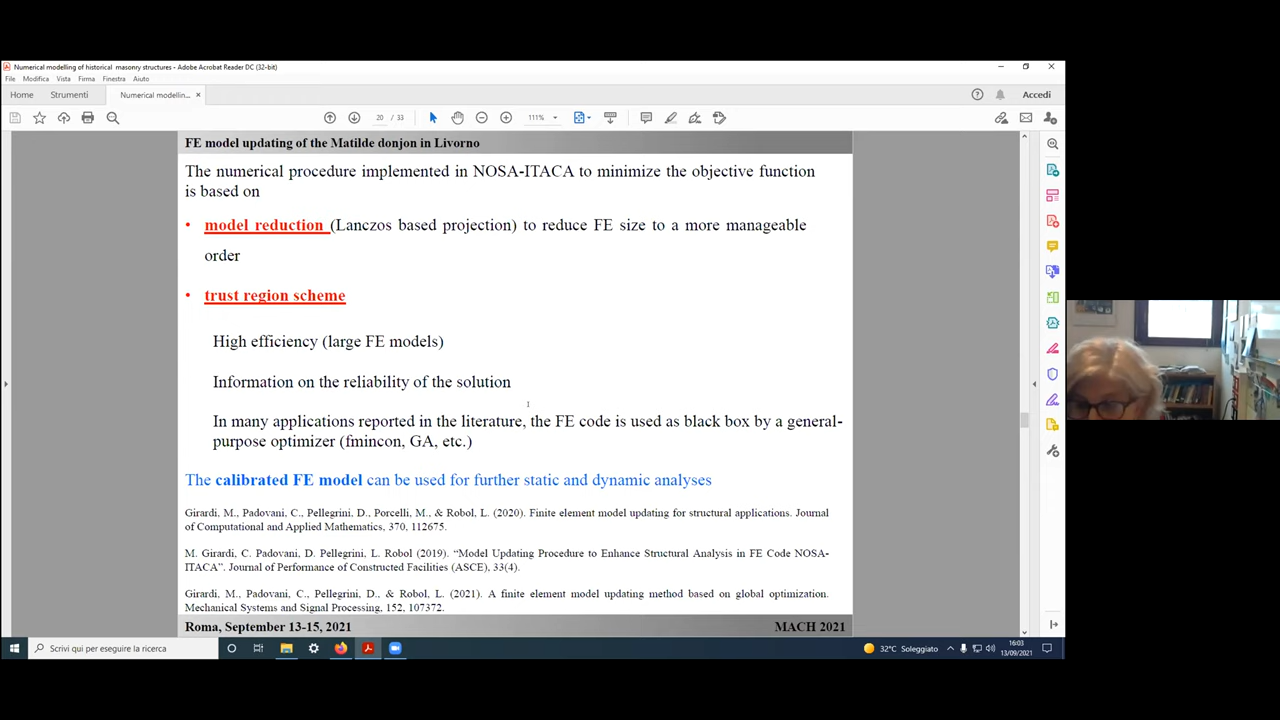 Numerical modelling of historical masonry structures - Adobe Acrobat Reader DC (32-bit)
File Modifica Vista Firma Finestra Aiuto
Home Strumenti Numerical modellin... Accedi
20 / 33 111%
FE model updating of the Matilde donjon in Livorno
The numerical procedure implemented in NOSA-ITACA to minimize the objective function
is based on
• model reduction (Lanczos based projection) to reduce FE size to a more manageable
order
• trust region scheme
High efficiency (large FE models)
Information on the reliability of the solution
In many applications reported in the literature, the FE code is used as black box by a general-
purpose optimizer (fmincon, GA, etc.)
The calibrated FE model can be used for further static and dynamic analyses
Girardi, M., Padovani, C., Pellegrini, D., Porcelli, M., & Robol, L. (2020). Finite element model updating for structural applications. Journal
of Computational and Applied Mathematics, 370, 112675.
M. Girardi, C. Padovani, D. Pellegrini, L. Robol (2019). “Model Updating Procedure to Enhance Structural Analysis in FE Code NOSA-
ITACA”. Journal of Performance of Constructed Facilities (ASCE), 33(4).
Girardi, M., Padovani, C., Pellegrini, D., & Robol, L. (2021). A finite element model updating method based on global optimization.
Mechanical Systems and Signal Processing, 152, 107372.
Roma, September 13-15, 2021 MACH 2021
Scrivi qui per eseguire la ricerca 32°C Soleggiato 16:03
13/09/2021